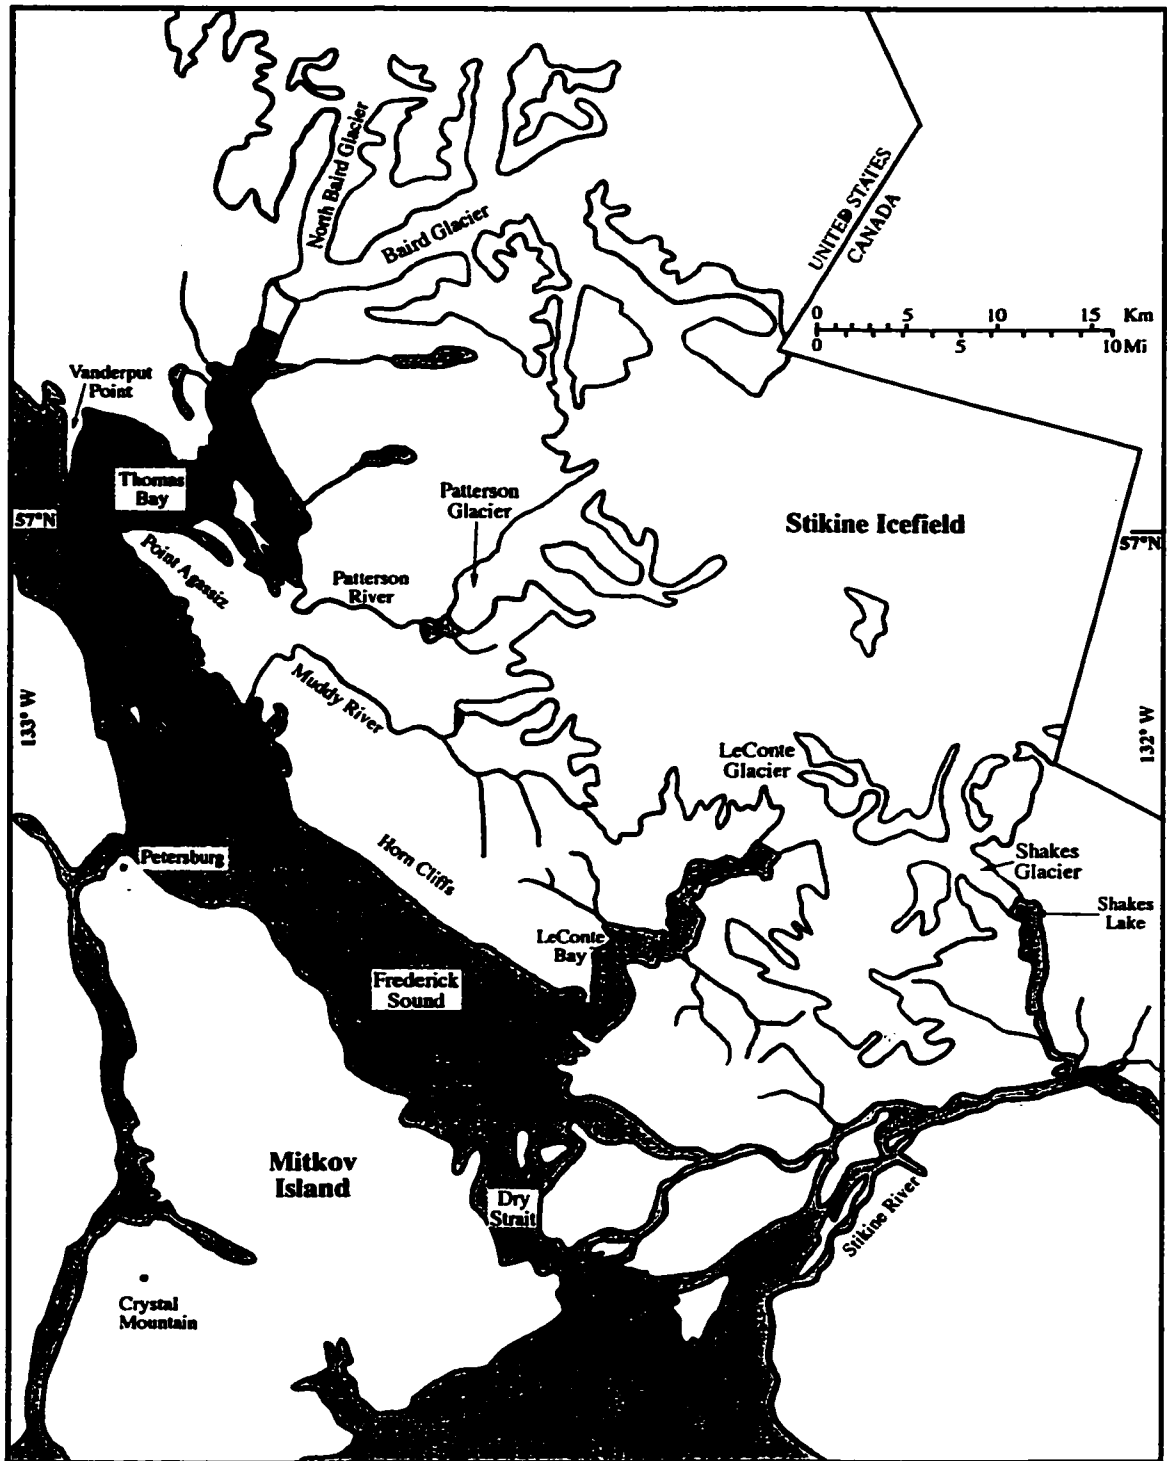 North Baird Glacier
Baird Glacier
UNITED STATES
CANADA
0 5 10 15 Km
0 5 10 Mi
Vanderput
Point
Thomas
Bay
57°N
Point Agassiz
Patterson
Glacier
Patterson
River
Stikine Icefield
57°N
Muddy River
133° W
132° W
LeConte
Glacier
Horn Cliffs
Petersburg
Shakes
Glacier
Shakes
Lake
LeConte
Bay
Frederick
Sound
Mitkov
Island
Dry
Strait
Stikine River
Crystal
Mountain